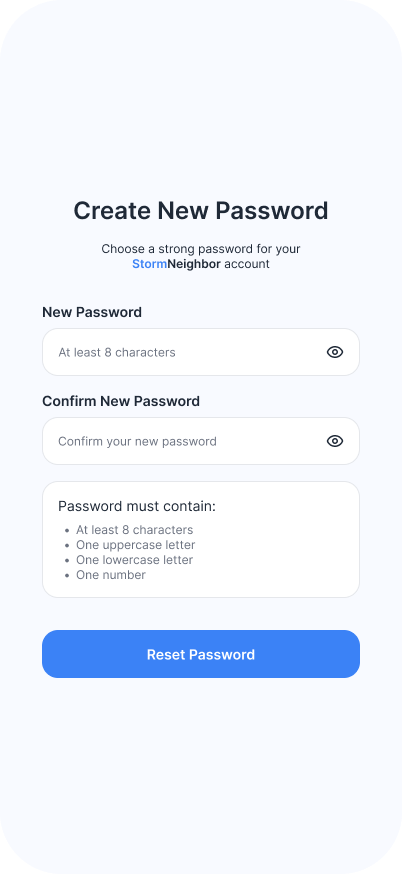 Create New Password
Choose a strong password for your
StormNeighbor account
New Password
At least 8 characters
Confirm New Password
Confirm your new password
Password must contain:
• At least 8 characters
• One uppercase letter
• One lowercase letter
• One number
Reset Password